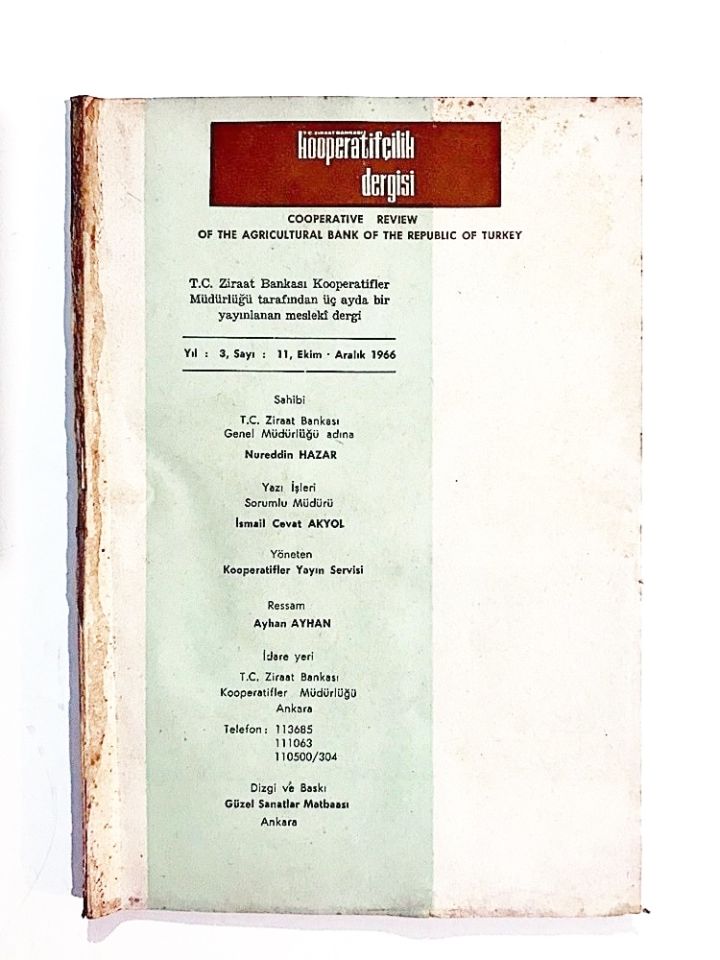 T.C. ZIRAAT BANKASI
kooperatifçilik
dergisi
COOPERATIVE REVIEW
OF THE AGRICULTURAL BANK OF THE REPUBLIC OF TURKEY
T.C. Ziraat Bankası Kooperatifler
Müdürlüğü tarafından üç ayda bir
yayınlanan meslekî dergi
Yıl : 3, Sayı : 11, Ekim - Aralık 1966
Sahibi
T.C. Ziraat Bankası
Genel Müdürlüğü adına
Nureddin HAZAR
Yazı İşleri
Sorumlu Müdürü
İsmail Cevat AKYOL
Yöneten
Kooperatifler Yayın Servisi
Ressam
Ayhan AYHAN
İdare yeri
T.C. Ziraat Bankası
Kooperatifler Müdürlüğü
Ankara
Telefon : 113685
111063
110500/304
Dizgi ve Baskı
Güzel Sanatlar Matbaası
Ankara